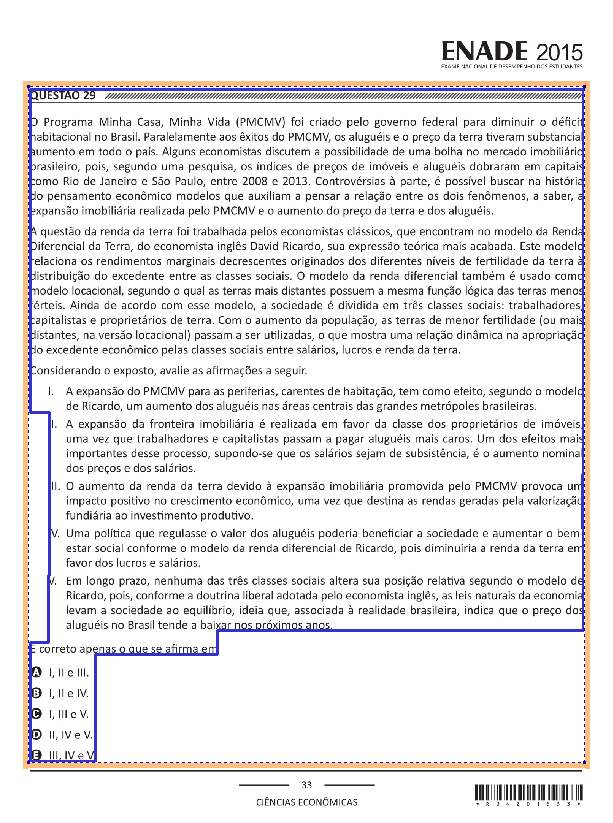 ENADE 2015
EXAME NACIONAL DE DESEMPENHO DOS ESTUDANTES
QUESTÃO 29
O Programa Minha Casa, Minha Vida (PMCMV) foi criado pelo governo federal para diminuir o déficit
habitacional no Brasil. Paralelamente aos êxitos do PMCMV, os aluguéis e o preço da terra tiveram substancial
aumento em todo o país. Alguns economistas discutem a possibilidade de uma bolha no mercado imobiliário
brasileiro, pois, segundo uma pesquisa, os índices de preços de imóveis e aluguéis dobraram em capitais
como Rio de Janeiro e São Paulo, entre 2008 e 2013. Controvérsias à parte, é possível buscar na história
do pensamento econômico modelos que auxiliam a pensar a relação entre os dois fenômenos, a saber, a
expansão imobiliária realizada pelo PMCMV e o aumento do preço da terra e dos aluguéis.
A questão da renda da terra foi trabalhada pelos economistas clássicos, que encontram no modelo da Renda
Diferencial da Terra, do economista inglês David Ricardo, sua expressão teórica mais acabada. Este modelo
relaciona os rendimentos marginais decrescentes originados dos diferentes níveis de fertilidade da terra à
distribuição do excedente entre as classes sociais. O modelo da renda diferencial também é usado como
modelo locacional, segundo o qual as terras mais distantes possuem a mesma função lógica das terras menos
férteis. Ainda de acordo com esse modelo, a sociedade é dividida em três classes sociais: trabalhadores,
capitalistas e proprietários de terra. Com o aumento da população, as terras de menor fertilidade (ou mais
distantes, na versão locacional) passam a ser utilizadas, o que mostra uma relação dinâmica na apropriação
do excedente econômico pelas classes sociais entre salários, lucros e renda da terra.
Considerando o exposto, avalie as afirmações a seguir.
I. A expansão do PMCMV para as periferias, carentes de habitação, tem como efeito, segundo o modelo
de Ricardo, um aumento dos aluguéis nas áreas centrais das grandes metrópoles brasileiras.
II. A expansão da fronteira imobiliária é realizada em favor da classe dos proprietários de imóveis,
uma vez que trabalhadores e capitalistas passam a pagar aluguéis mais caros. Um dos efeitos mais
importantes desse processo, supondo-se que os salários sejam de subsistência, é o aumento nominal
dos preços e dos salários.
III. O aumento da renda da terra devido à expansão imobiliária promovida pelo PMCMV provoca um
impacto positivo no crescimento econômico, uma vez que destina as rendas geradas pela valorização
fundiária ao investimento produtivo.
IV. Uma política que regulasse o valor dos aluguéis poderia beneficiar a sociedade e aumentar o bem-
estar social conforme o modelo da renda diferencial de Ricardo, pois diminuiria a renda da terra em
favor dos lucros e salários.
V. Em longo prazo, nenhuma das três classes sociais altera sua posição relativa segundo o modelo de
Ricardo, pois, conforme a doutrina liberal adotada pelo economista inglês, as leis naturais da economia
levam a sociedade ao equilíbrio, ideia que, associada à realidade brasileira, indica que o preço dos
aluguéis no Brasil tende a baixar nos próximos anos.
É correto apenas o que se afirma em
A I, II e III.
B I, II e IV.
C I, III e V.
D II, IV e V.
E III, IV e V.
33
CIÊNCIAS ECONÔMICAS